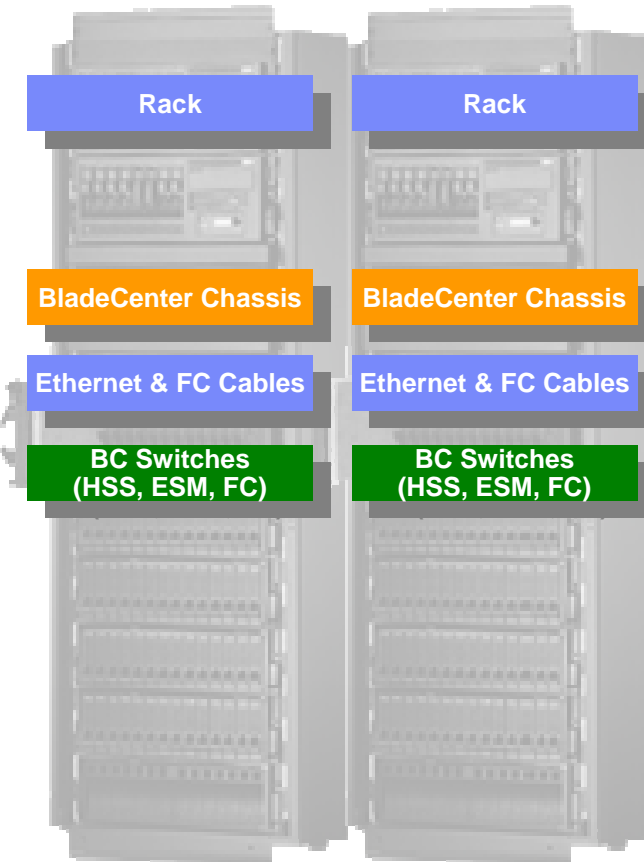 Rack
BladeCenter Chassis
Ethernet & FC Cables
BC Switches
(HSS, ESM, FC)
Rack
BladeCenter Chassis
Ethernet & FC Cables
BC Switches
(HSS, ESM, FC)